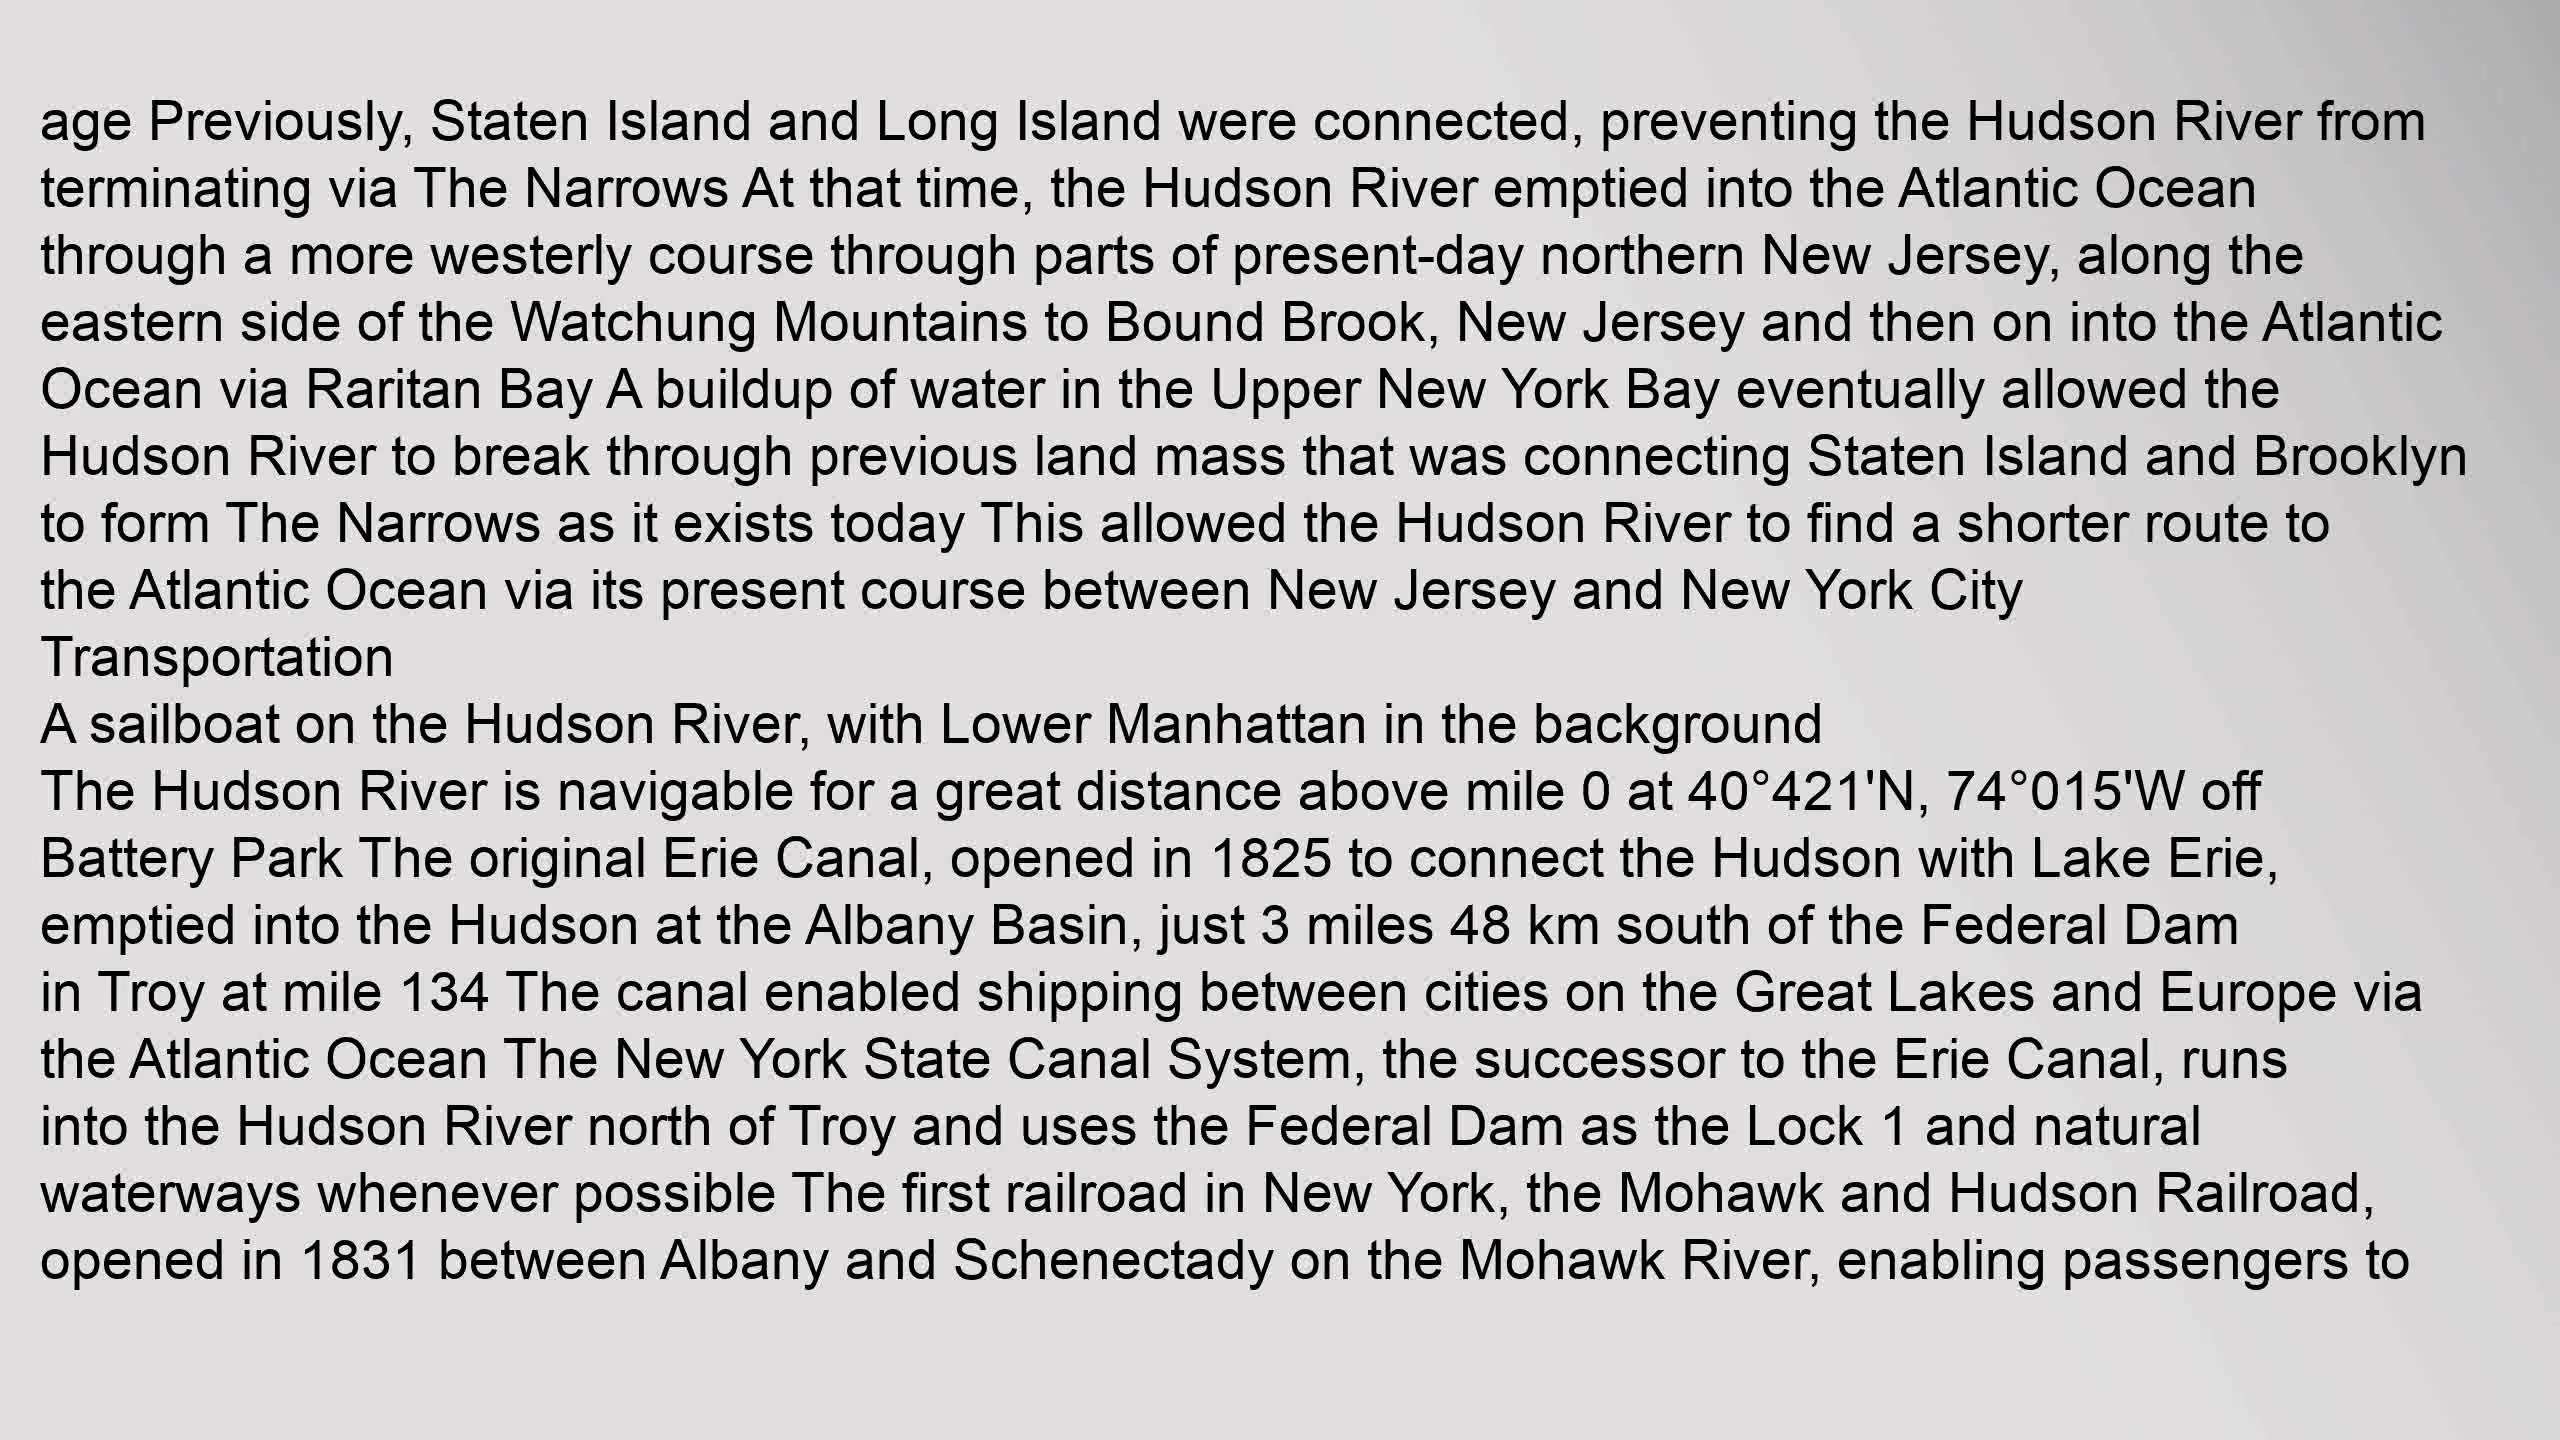 age Previously, Staten Island and Long Island were connected, preventing the Hudson River from
terminating via The Narrows At that time, the Hudson River emptied into the Atlantic Ocean
through a more westerly course through parts of present-day northern New Jersey, along the
eastern side of the Watchung Mountains to Bound Brook, New Jersey and then on into the Atlantic
Ocean via Raritan Bay A buildup of water in the Upper New York Bay eventually allowed the
Hudson River to break through previous land mass that was connecting Staten Island and Brooklyn
to form The Narrows as it exists today This allowed the Hudson River to find a shorter route to
the Atlantic Ocean via its present course between New Jersey and New York City
Transportation
A sailboat on the Hudson River, with Lower Manhattan in the background
The Hudson River is navigable for a great distance above mile 0 at 40°421'N, 74°015'W off
Battery Park The original Erie Canal, opened in 1825 to connect the Hudson with Lake Erie,
emptied into the Hudson at the Albany Basin, just 3 miles 48 km south of the Federal Dam
in Troy at mile 134 The canal enabled shipping between cities on the Great Lakes and Europe via
the Atlantic Ocean The New York State Canal System, the successor to the Erie Canal, runs
into the Hudson River north of Troy and uses the Federal Dam as the Lock 1 and natural
waterways whenever possible The first railroad in New York, the Mohawk and Hudson Railroad,
opened in 1831 between Albany and Schenectady on the Mohawk River, enabling passengers to